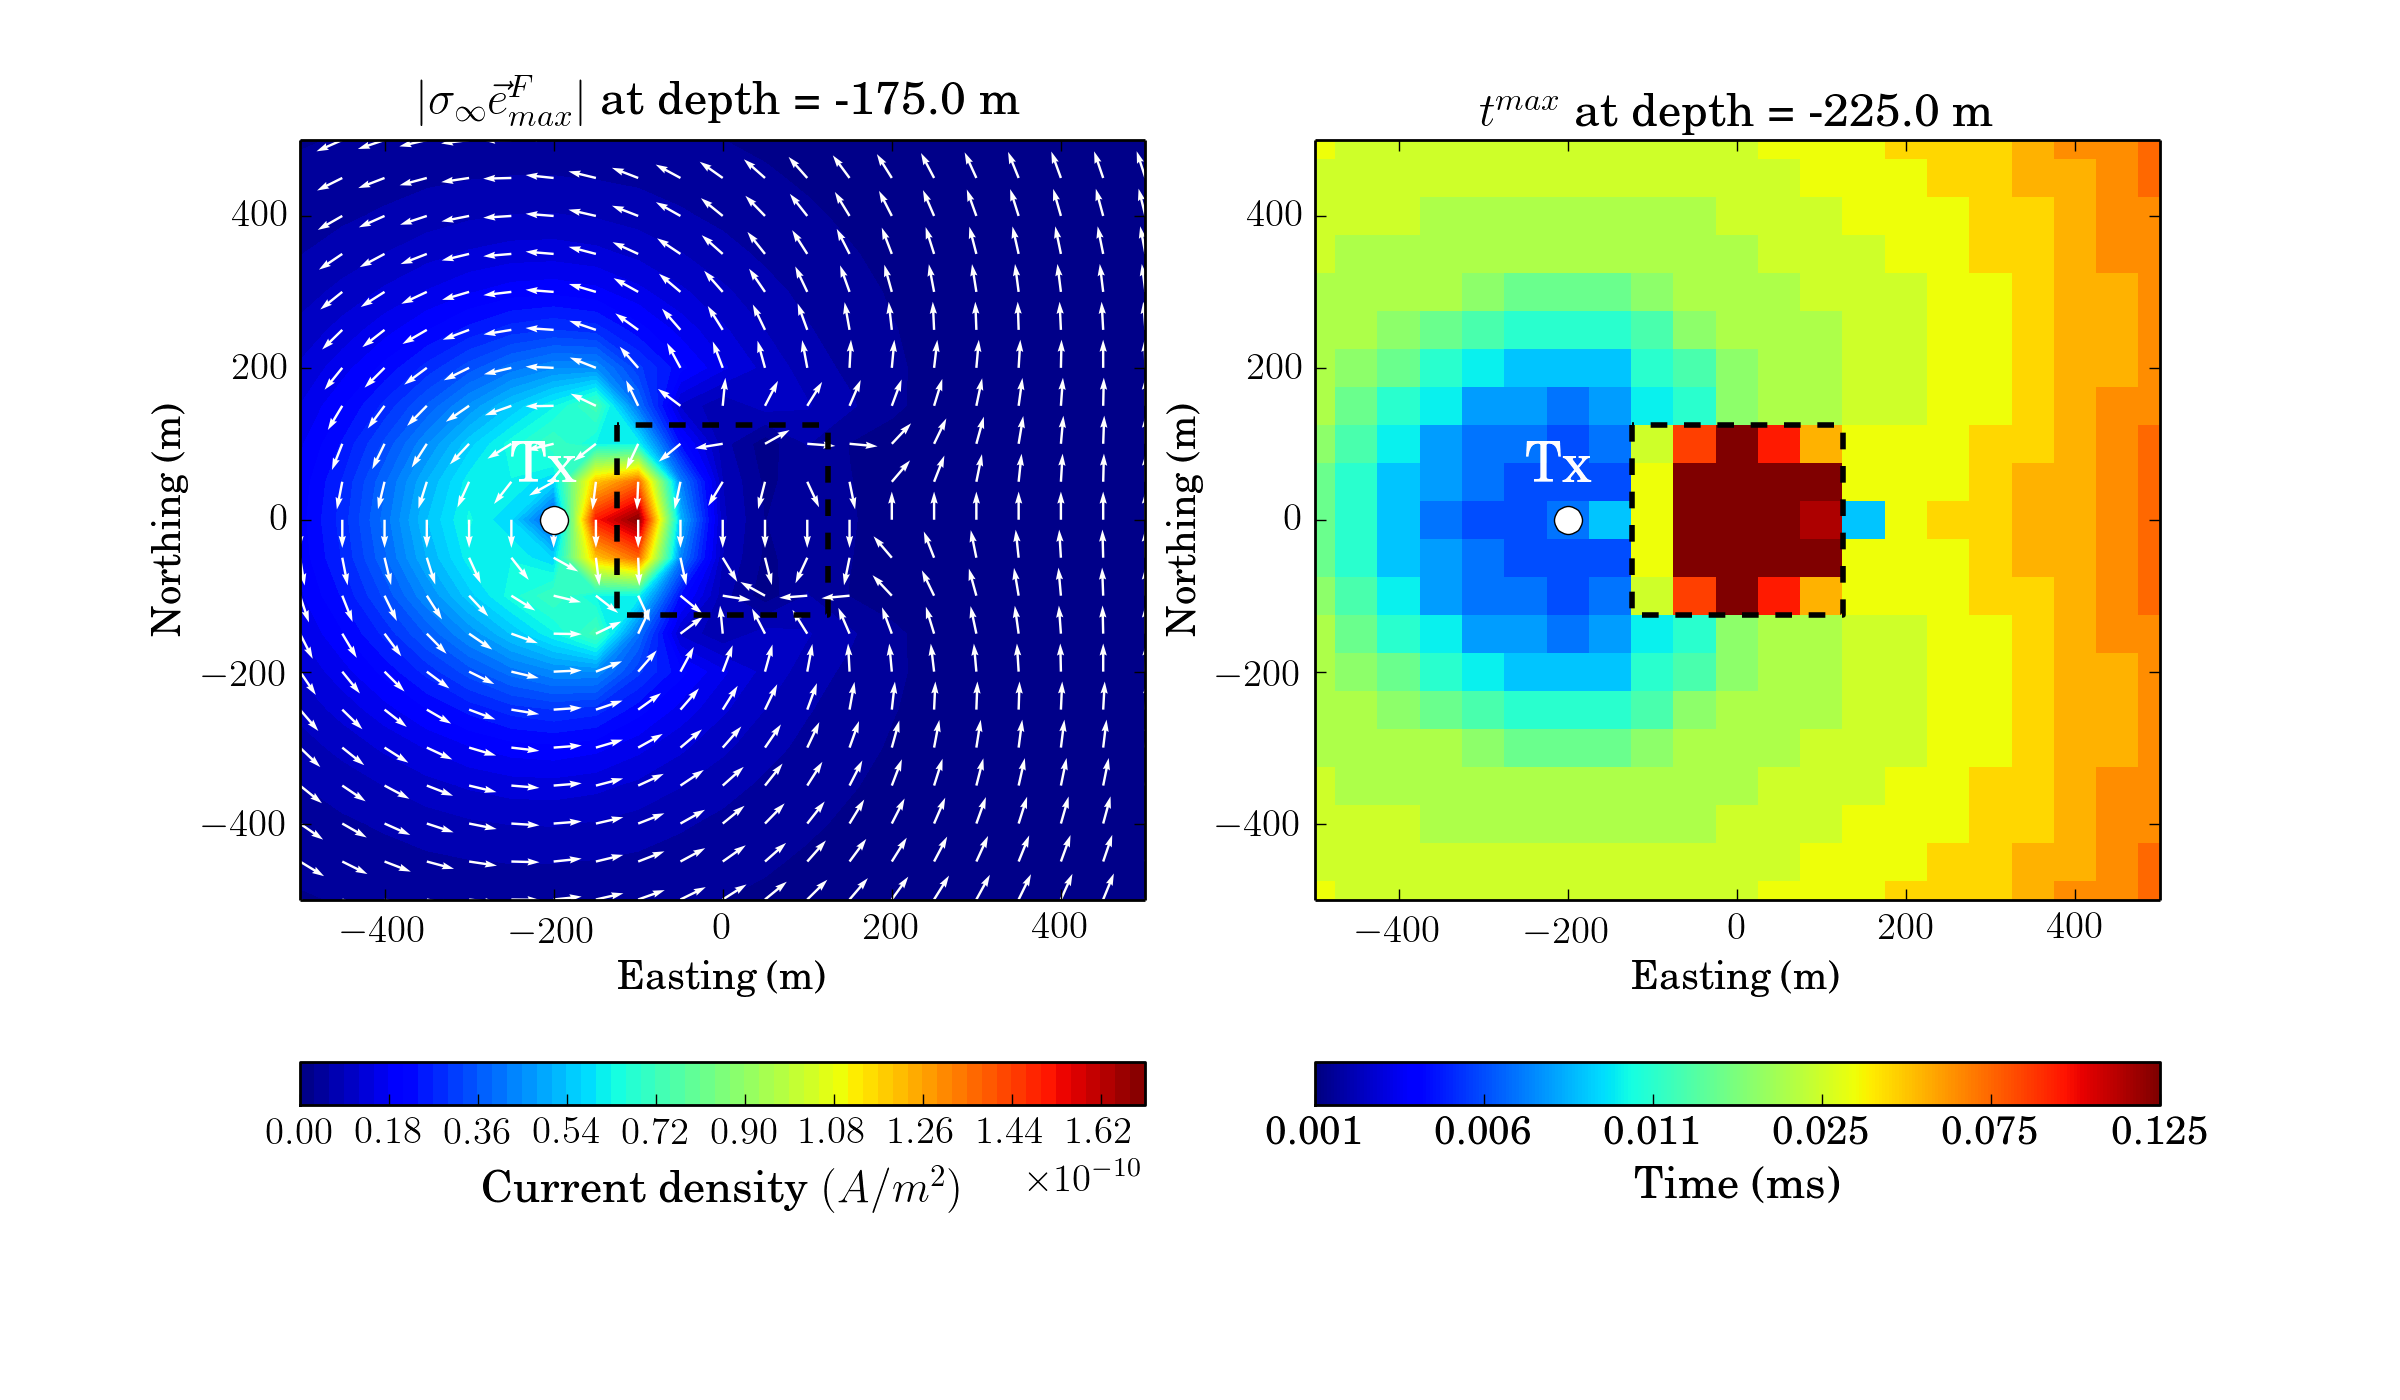 |σ∞e⃗ᶠₘₐₓ| at depth = -175.0 m
tᵐᵃˣ at depth = -225.0 m
Northing (m)
400
200
0
−200
−400
Tx
−400 −200 0 200 400
Easting (m)
Northing (m)
400
200
0
−200
−400
Tx
−400 −200 0 200 400
Easting (m)
0.00 0.18 0.36 0.54 0.72 0.90 1.08 1.26 1.44 1.62
×10⁻¹⁰
Current density (A/m²)
0.001 0.006 0.011 0.025 0.075 0.125
Time (ms)